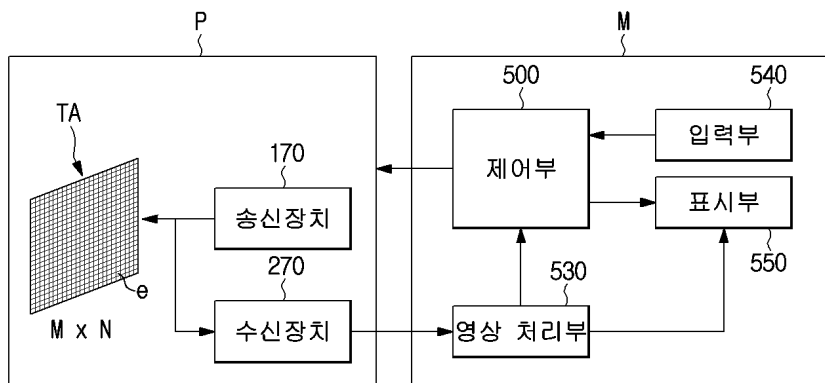 P
M
TA
170
송신장치
270
수신장치
e
M x N
500
제어부
540
입력부
표시부
550
530
영상 처리부